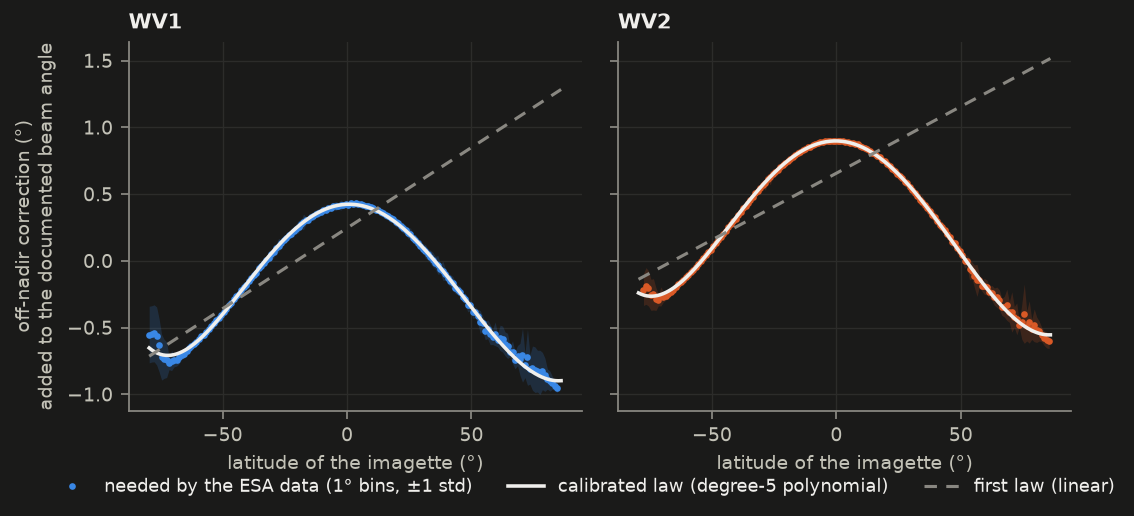 WV1
WV2
off-nadir correction (°)
added to the documented beam angle
1.5
1.0
0.5
0.0
−0.5
−1.0
−50
0
50
−50
0
50
latitude of the imagette (°)
latitude of the imagette (°)
needed by the ESA data (1° bins, ±1 std)
calibrated law (degree-5 polynomial)
first law (linear)